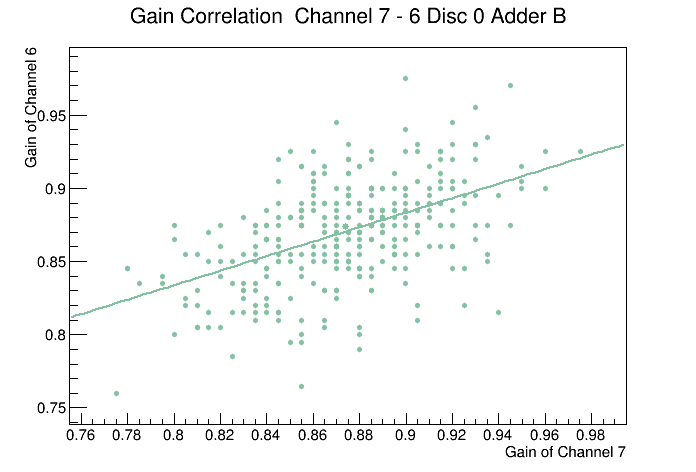 Gain Correlation  Channel 7 - 6 Disc 0 Adder B
Gain of Channel 6
0.95
0.9
0.85
0.8
0.75
0.76 0.78 0.8 0.82 0.84 0.86 0.88 0.9 0.92 0.94 0.96 0.98
Gain of Channel 7